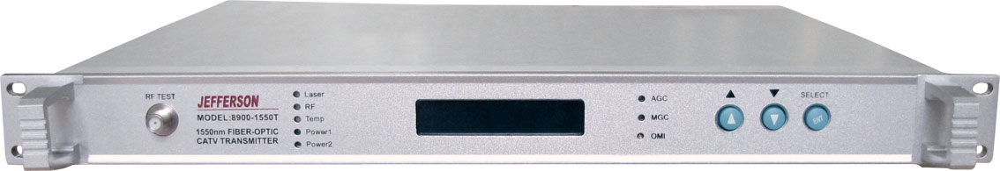 RF TEST
JEFFERSON
MODEL:8900-1550T
1550nm FIBER-OPTIC
CATV TRANSMITTER
Laser
RF
Temp
Power1
Power2
AGC
MGC
OMI
▲
▼
SELECT
ENT